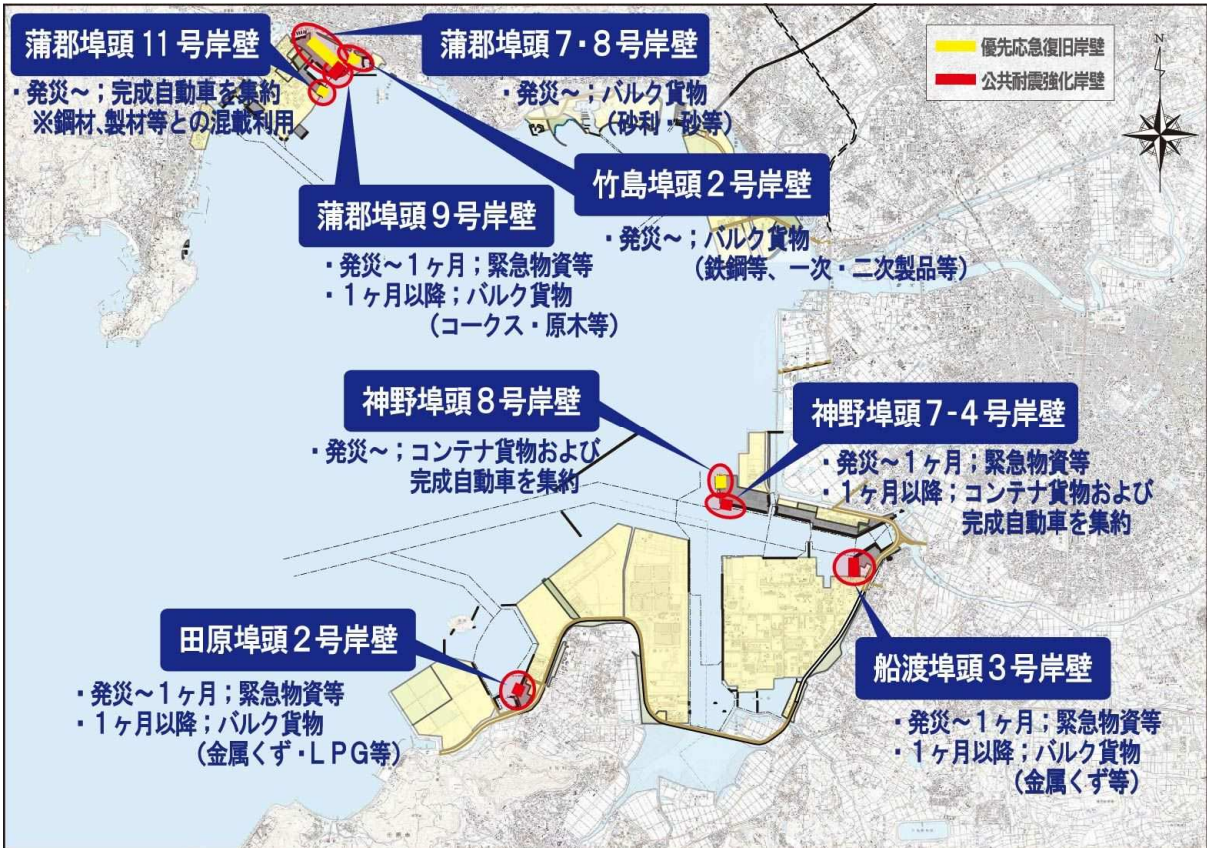 蒲郡埠頭11号岸壁
・発災～；完成自動車を集約
※鋼材、製材等との混載利用
蒲郡埠頭7・8号岸壁
・発災～；バルク貨物
(砂利・砂等)
優先応急復旧岸壁
公共耐震強化岸壁
N
蒲郡埠頭9号岸壁
・発災～1ヶ月；緊急物資等
・1ヶ月以降；バルク貨物
(コークス・原木等)
竹島埠頭2号岸壁
・発災～；バルク貨物
(鉄鋼等、一次・二次製品等)
神野埠頭8号岸壁
・発災～；コンテナ貨物および
完成自動車を集約
神野埠頭7-4号岸壁
・発災～1ヶ月；緊急物資等
・1ヶ月以降；コンテナ貨物および
完成自動車を集約
田原埠頭2号岸壁
・発災～1ヶ月；緊急物資等
・1ヶ月以降；バルク貨物
(金属くず・LPG等)
船渡埠頭3号岸壁
・発災～1ヶ月；緊急物資等
・1ヶ月以降；バルク貨物
(金属くず等)